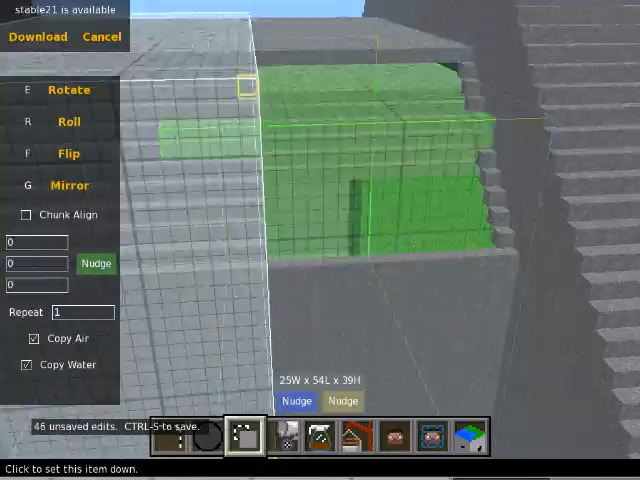 stable21 is available
Download Cancel
E Rotate
R Roll
F Flip
G Mirror
Chunk Align
0
0 Nudge
0
Repeat 1
Copy Air
Copy Water
25W x 54L x 39H
Nudge Nudge
46 unsaved edits. CTRL-S to save.
Click to set this item down.